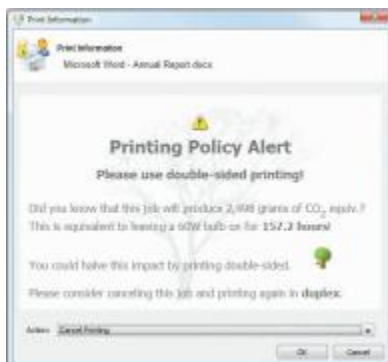 Print Information
Print Information
Microsoft Word - Annual Report.docx
Printing Policy Alert
Please use double-sided printing!
Did you know that this job will produce 2,498 grams of CO2 equiv.?
This is equivalent to leaving a 60W bulb on for 157.2 hours!
You could halve this impact by printing double-sided.
Please consider canceling this job and printing again in duplex.
Action: Cancel Printing
OK Cancel